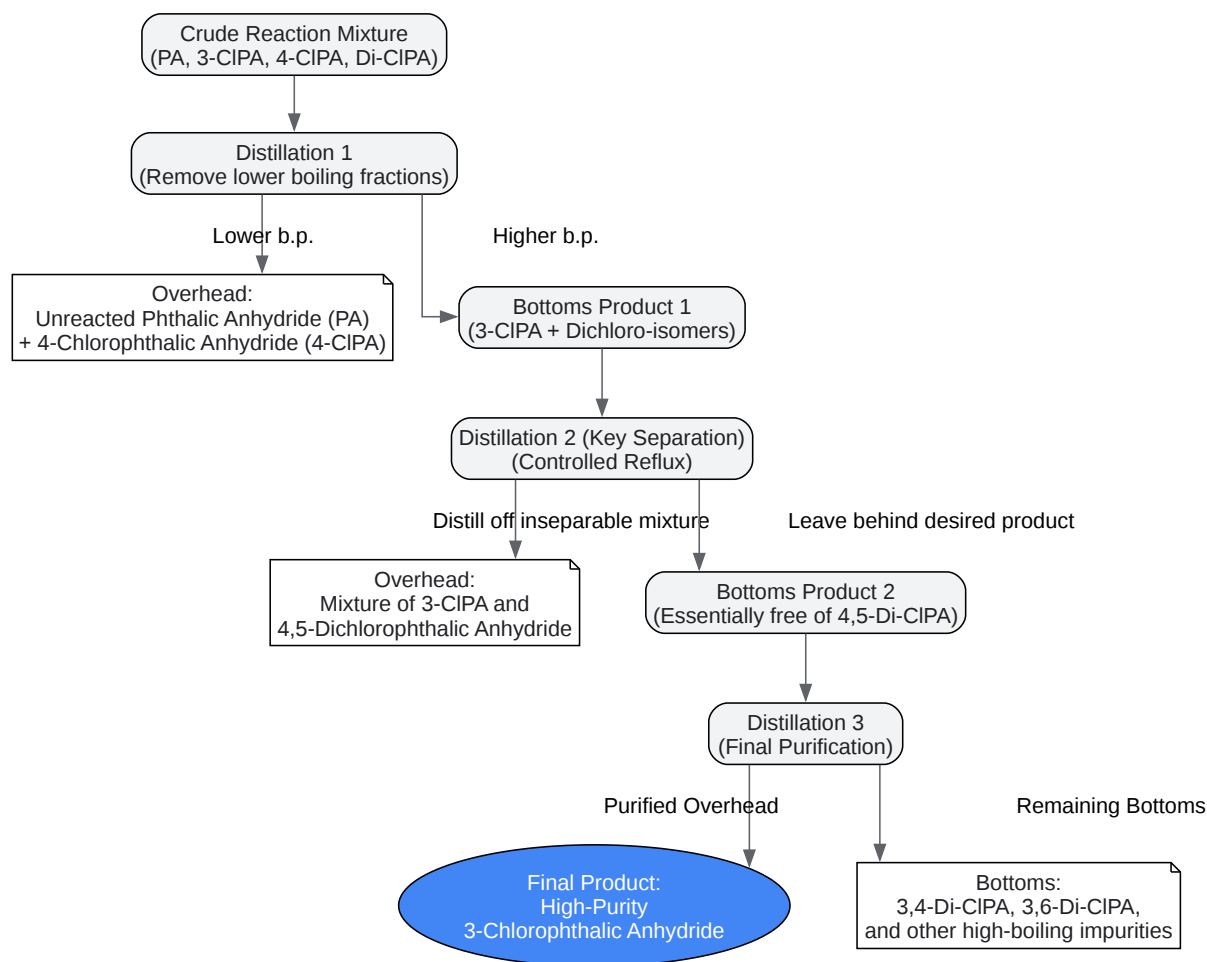 Crude Reaction Mixture
(PA, 3-ClPA, 4-ClPA, Di-ClPA)
Distillation 1
(Remove lower boiling fractions)
Lower b.p.
Higher b.p.
Overhead:
Unreacted Phthalic Anhydride (PA)
+ 4-Chlorophthalic Anhydride (4-ClPA)
Bottoms Product 1
(3-ClPA + Dichloro-isomers)
Distillation 2 (Key Separation)
(Controlled Reflux)
Distill off inseparable mixture
Leave behind desired product
Overhead:
Mixture of 3-ClPA and
4,5-Dichlorophthalic Anhydride
Bottoms Product 2
(Essentially free of 4,5-Di-ClPA)
Distillation 3
(Final Purification)
Purified Overhead
Remaining Bottoms
Final Product:
High-Purity
3-Chlorophthalic Anhydride
Bottoms:
3,4-Di-ClPA, 3,6-Di-ClPA,
and other high-boiling impurities